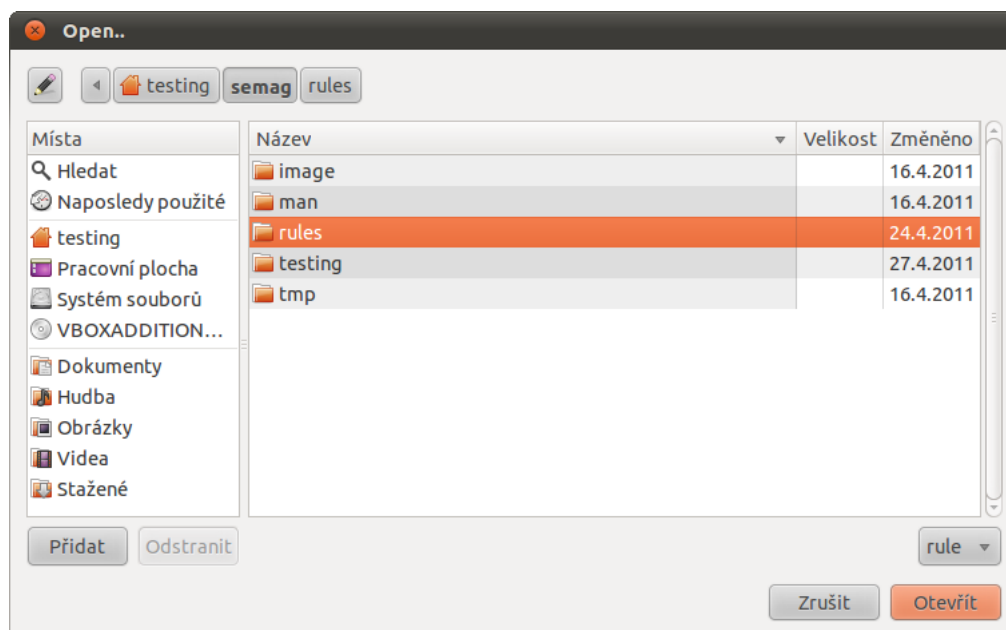 Open..
testing semag rules
Místa
Název Velikost Změněno
Hledat
Naposledy použité
testing
Pracovní plocha
Systém souborů
VBOXADDITION...
Dokumenty
Hudba
Obrázky
Videa
Stažené
image 16.4.2011
man 16.4.2011
rules 24.4.2011
testing 27.4.2011
tmp 16.4.2011
Přidat Odstranit
rule
Zrušit Otevřít